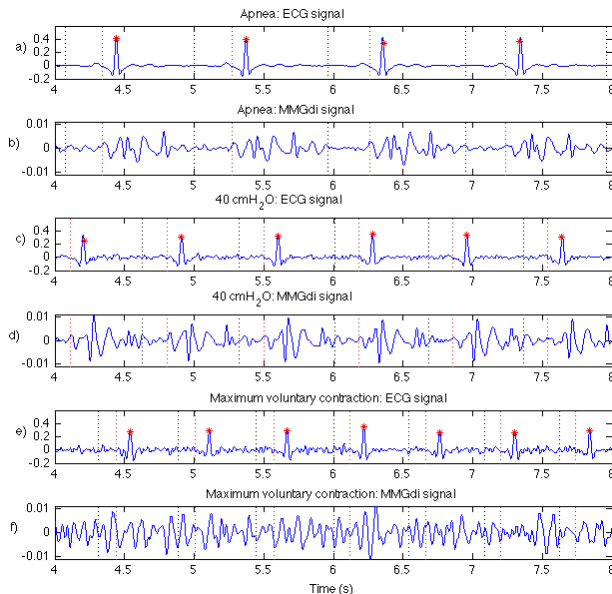 Apnea: ECG signal
a)
0.4
0.2
0
-0.2
4 4.5 5 5.5 6 6.5 7 7.5 8
Apnea: MMGdi signal
b)
0.01
0
-0.01
4 4.5 5 5.5 6 6.5 7 7.5 8
40 cmH2O: ECG signal
c)
0.4
0.2
0
-0.2
4 4.5 5 5.5 6 6.5 7 7.5 8
40 cmH2O: MMGdi signal
d)
0.01
0
-0.01
4 4.5 5 5.5 6 6.5 7 7.5 8
Maximum voluntary contraction: ECG signal
e)
0.4
0.2
0
-0.2
4 4.5 5 5.5 6 6.5 7 7.5 8
Maximum voluntary contraction: MMGdi signal
f)
0.01
0
-0.01
4 4.5 5 5.5 6 6.5 7 7.5 8
Time (s)